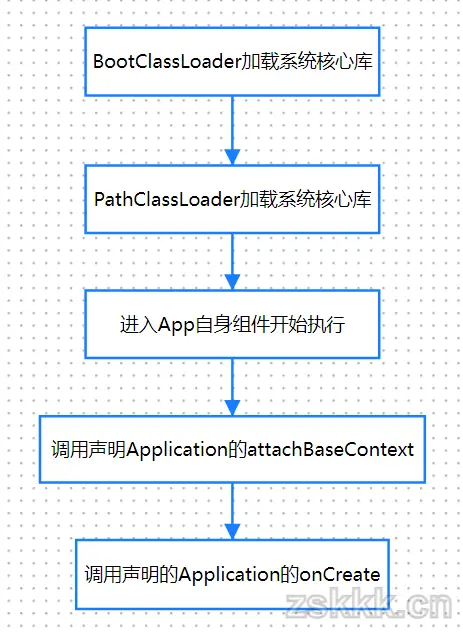 BootClassLoader加载系统核心库
PathClassLoader加载系统核心库
进入App自身组件开始执行
调用声明Application的attachBaseContext
调用声明的Application的onCreate
zskkk.cn